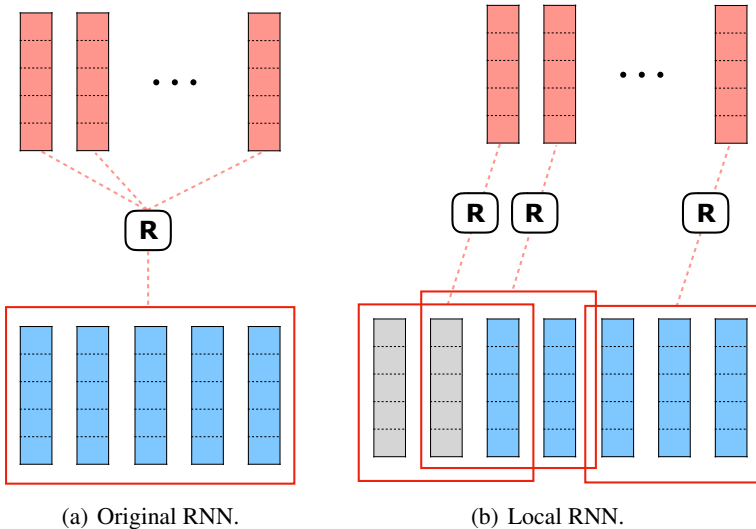 • • •
• • •
R
R
R
R
(a) Original RNN.
(b) Local RNN.